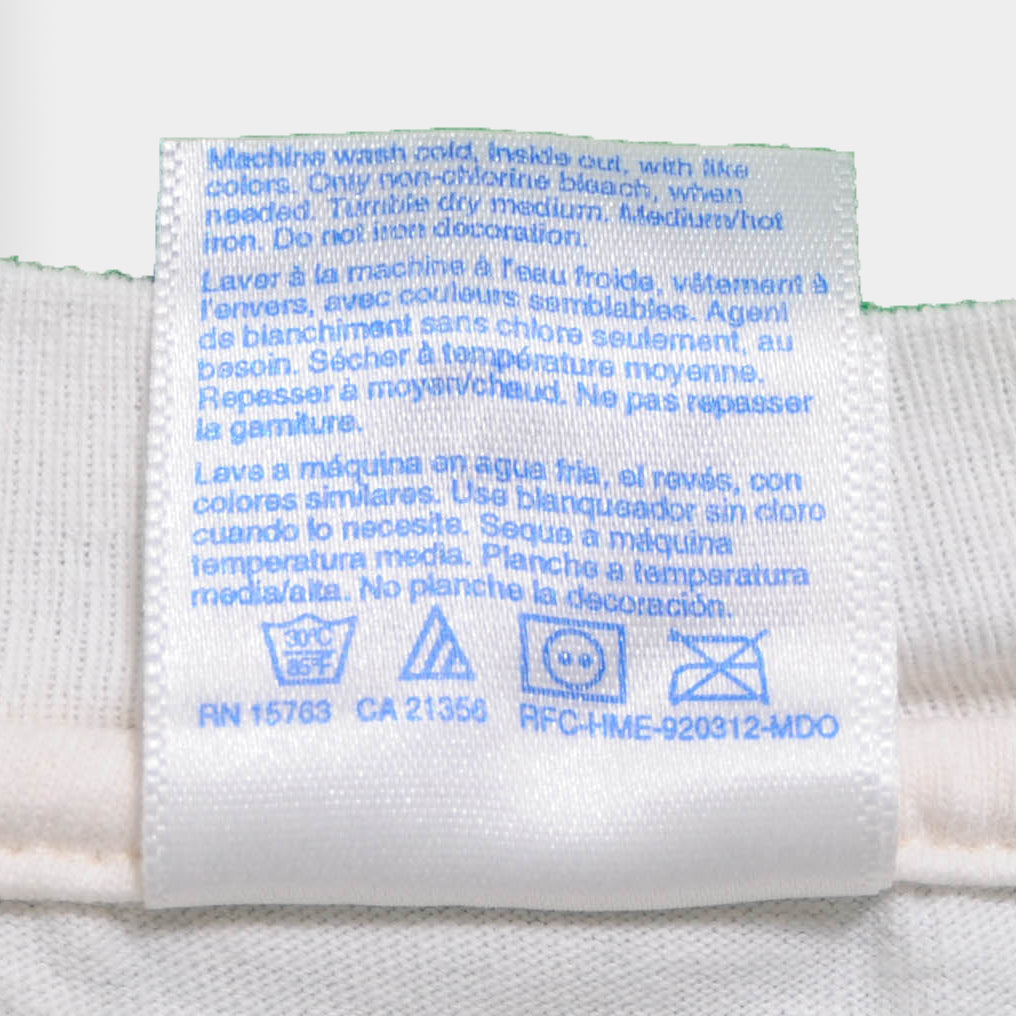 Machine wash cold, inside out, with like
colors. Only non-chlorine bleach, when
needed. Tumble dry medium. Medium/hot
iron. Do not iron decoration.
Laver à la machine à l'eau froide, vêtement à
l'envers, avec couleurs semblables. Agent
de blanchiment sans chlore seulement, au
besoin. Sécher à température moyenne.
Repasser à moyen/chaud. Ne pas repasser
la garniture.
Lave a máquina en agua fria, el revés, con
colores similares. Use blanqueador sin cloro
cuando lo necesite. Seque a máquina
temperatura media. Planche a temperatura
media/alta. No planche la decoración.
30°C
85°F
RN 15763 CA 21356 RFC-HME-920312-MDO